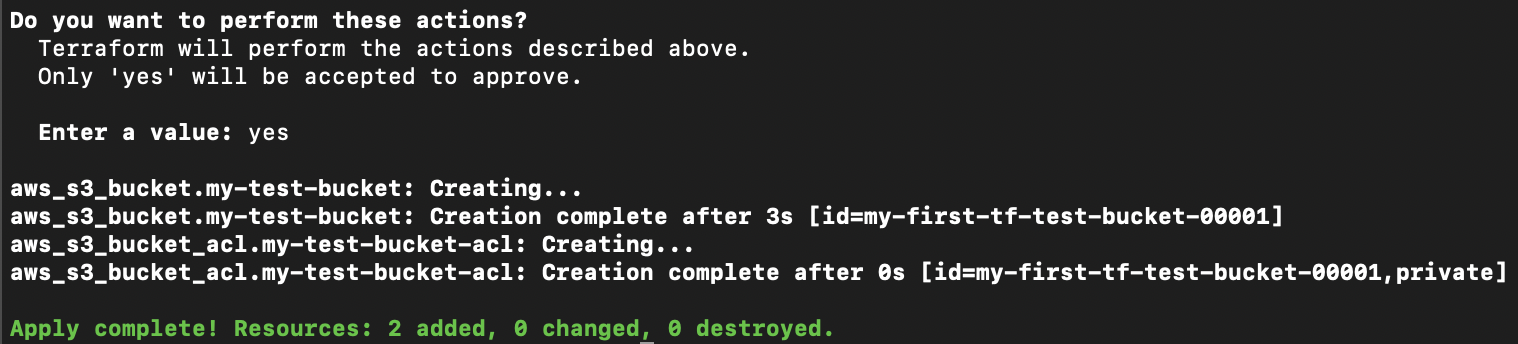 Do you want to perform these actions?
Terraform will perform the actions described above.
Only 'yes' will be accepted to approve.
Enter a value: yes
aws_s3_bucket.my-test-bucket: Creating...
aws_s3_bucket.my-test-bucket: Creation complete after 3s [id=my-first-tf-test-bucket-00001]
aws_s3_bucket_acl.my-test-bucket-acl: Creating...
aws_s3_bucket_acl.my-test-bucket-acl: Creation complete after 0s [id=my-first-tf-test-bucket-00001,private]
Apply complete! Resources: 2 added, 0 changed, 0 destroyed.